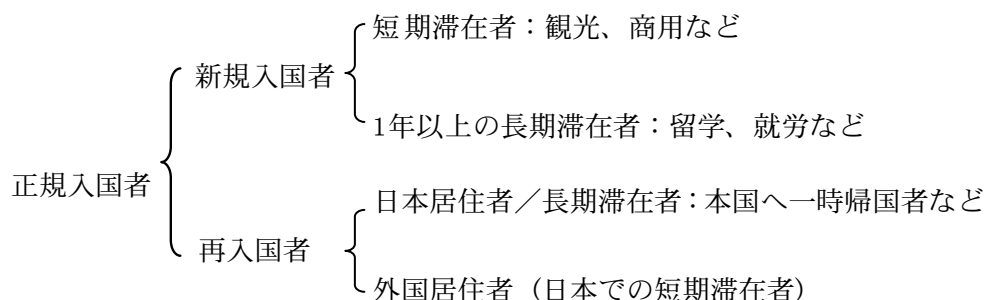 短期滞在者：観光、商用など
新規入国者
1年以上の長期滞在者：留学、就労など
正規入国者
日本居住者／長期滞在者：本国へ一時帰国者など
再入国者
外国居住者（日本での短期滞在者）